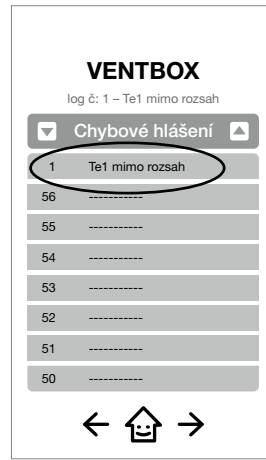 VENTBOX
log č: 1 – Te1 mimo rozsah
Chybové hlášení
1 Te1 mimo rozsah
56 -----------
55 -----------
54 -----------
53 -----------
52 -----------
51 -----------
50 -----------